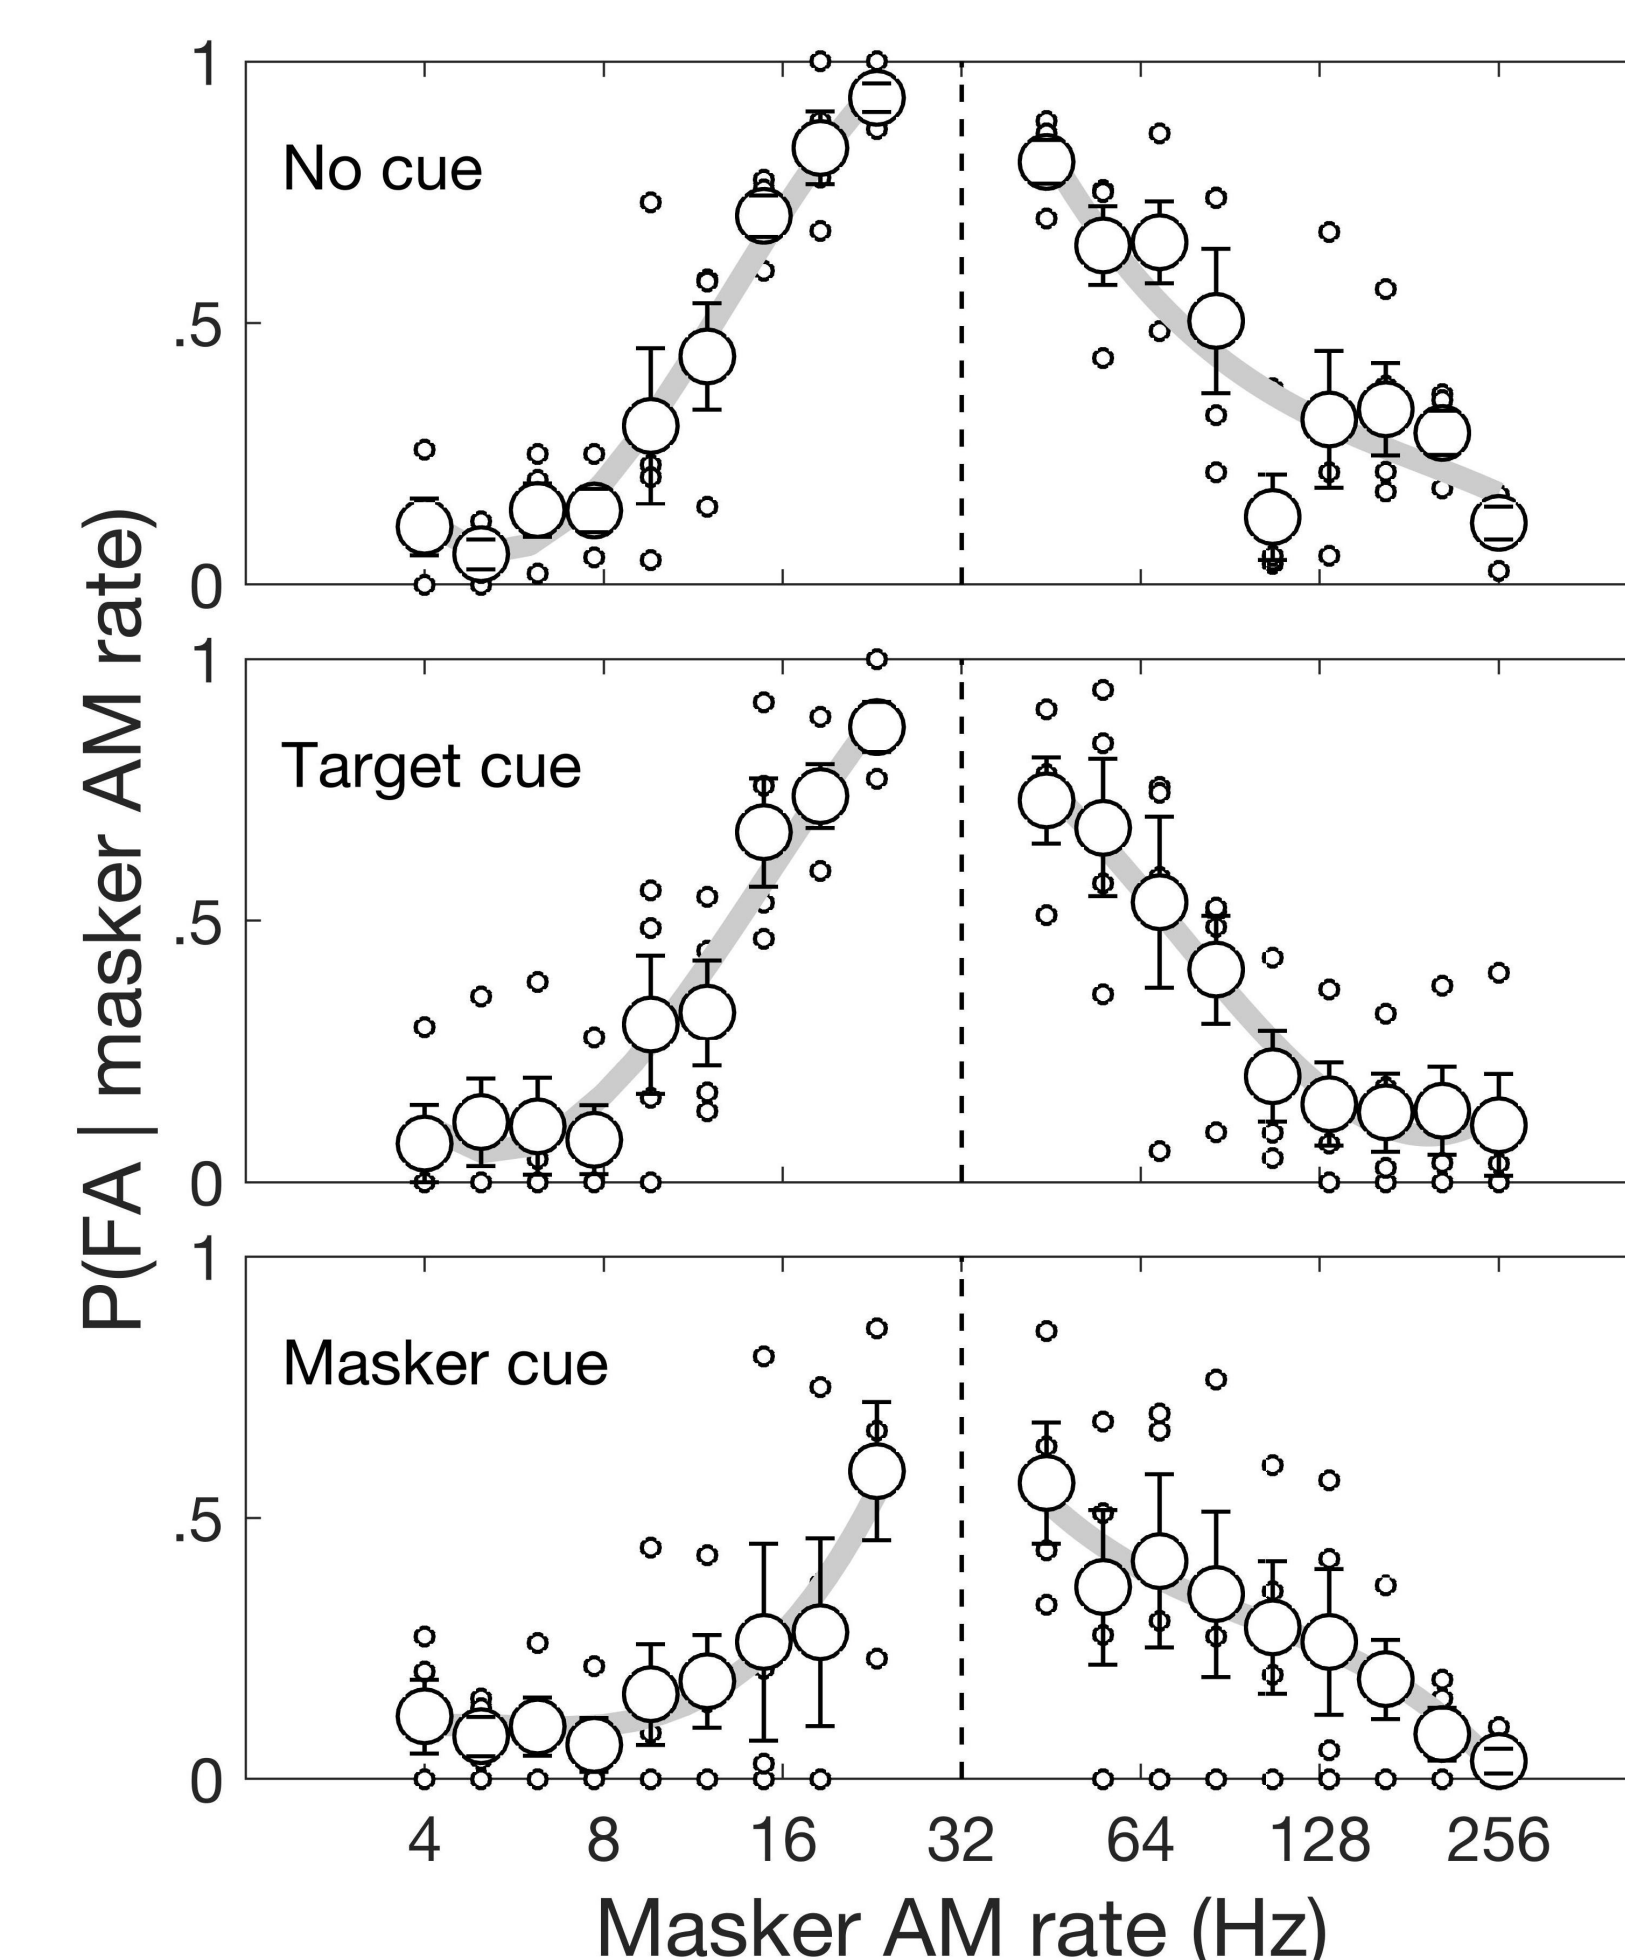 P(FA | masker AM rate)
1
No cue
.5
0
1
Target cue
.5
0
1
Masker cue
.5
0
4 8 16 32 64 128 256
Masker AM rate (Hz)